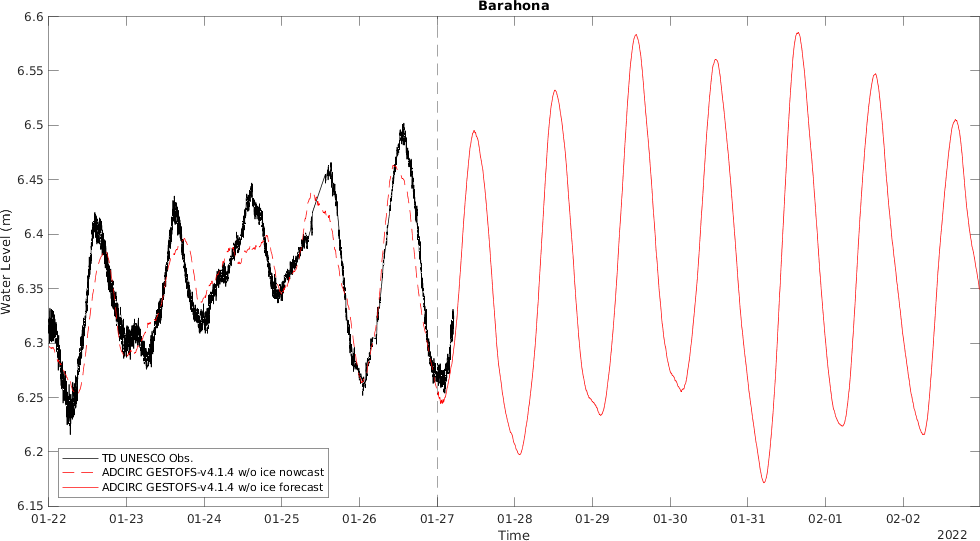 Barahona
6.6
6.55
6.5
6.45
6.4
6.35
6.3
6.25
6.2
6.15
Water Level (m)
TD UNESCO Obs.
ADCIRC GESTOFS-v4.1.4 w/o ice nowcast
ADCIRC GESTOFS-v4.1.4 w/o ice forecast
01-22 01-23 01-24 01-25 01-26 01-27 01-28 01-29 01-30 01-31 02-01 02-02
Time
2022